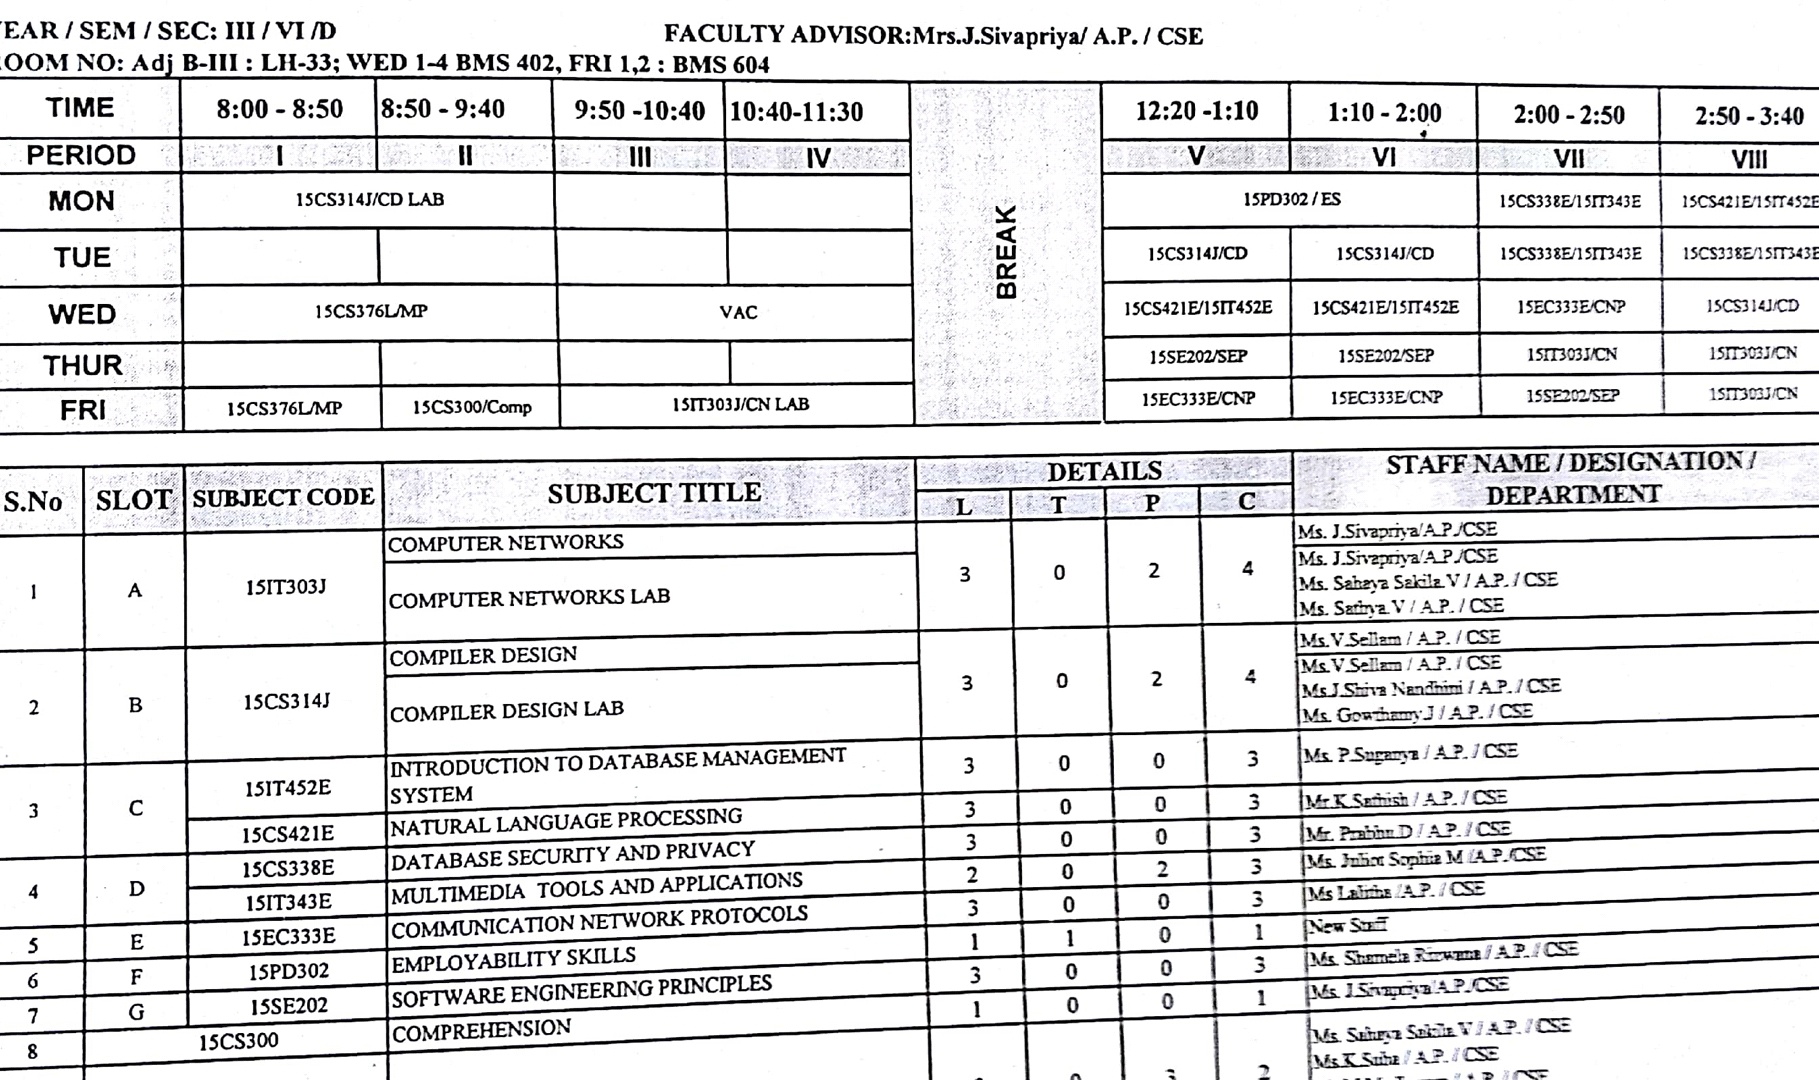 YEAR / SEM / SEC: III / VI /D FACULTY ADVISOR:Mrs.J.Sivapriya/ A.P. / CSE
ROOM NO: Adj B-III : LH-33; WED 1-4 BMS 402, FRI 1,2 : BMS 604
TIME 8:00 - 8:50 8:50 - 9:40 9:50 -10:40 10:40-11:30 12:20 -1:10 1:10 - 2:00 2:00 - 2:50 2:50 - 3:40
PERIOD I II III IV V VI VII VIII
BREAK
MON 15CS314J/CD LAB 15PD302 / ES 15CS338E/15IT343E 15CS421E/15IT452E
TUE 15CS314J/CD 15CS314J/CD 15CS338E/15IT343E 15CS338E/15IT343E
WED 15CS376L/MP VAC 15CS421E/15IT452E 15CS421E/15IT452E 15EC333E/CNP 15CS314J/CD
THUR 15SE202/SEP 15SE202/SEP 15IT303J/CN 15IT303J/CN
FRI 15CS376L/MP 15CS300/Comp 15IT303J/CN LAB 15EC333E/CNP 15EC333E/CNP 15SE202/SEP 15IT303J/CN
S.No SLOT SUBJECT CODE SUBJECT TITLE DETAILS STAFF NAME / DESIGNATION /
L T P C DEPARTMENT
COMPUTER NETWORKS Ms. J.Sivapriya/A.P./CSE
1 A 15IT303J 3 0 2 4 Ms. J.Sivapriya/A.P./CSE
COMPUTER NETWORKS LAB Ms. Sahaya Sakila.V / A.P. / CSE
Ms. Sathya.V / A.P. / CSE
COMPILER DESIGN Ms.V.Sellam / A.P. / CSE
2 B 15CS314J 3 0 2 4 Ms.V.Sellam / A.P. / CSE
COMPILER DESIGN LAB Ms.J.Shiva Nandhini / A.P. / CSE
Ms. Gowthamy.J / A.P. / CSE
3 C 15IT452E INTRODUCTION TO DATABASE MANAGEMENT 3 0 0 3 Ms. P.Suganya / A.P. / CSE
SYSTEM
15CS421E NATURAL LANGUAGE PROCESSING 3 0 0 3 Mr.K.Sathish / A.P. / CSE
4 D 15CS338E DATABASE SECURITY AND PRIVACY 3 0 0 3 Mr. Prabhu.D / A.P. / CSE
15IT343E MULTIMEDIA TOOLS AND APPLICATIONS 2 0 2 3 Ms. Juliet Sophia M /A.P./CSE
5 E 15EC333E COMMUNICATION NETWORK PROTOCOLS 3 0 0 3 Ms Lalitha /A.P. / CSE
6 F 15PD302 EMPLOYABILITY SKILLS 1 1 0 1 New Staff
7 G 15SE202 SOFTWARE ENGINEERING PRINCIPLES 3 0 0 3 Ms. Shamela Rizwana / A.P. / CSE
8 15CS300 COMPREHENSION 1 0 0 1 Ms. J.Sivapriya/A.P./CSE
Ms. Sahaya Sakila V / A.P. / CSE
0 3 2 Ms.K.Suba / A.P. / CSE